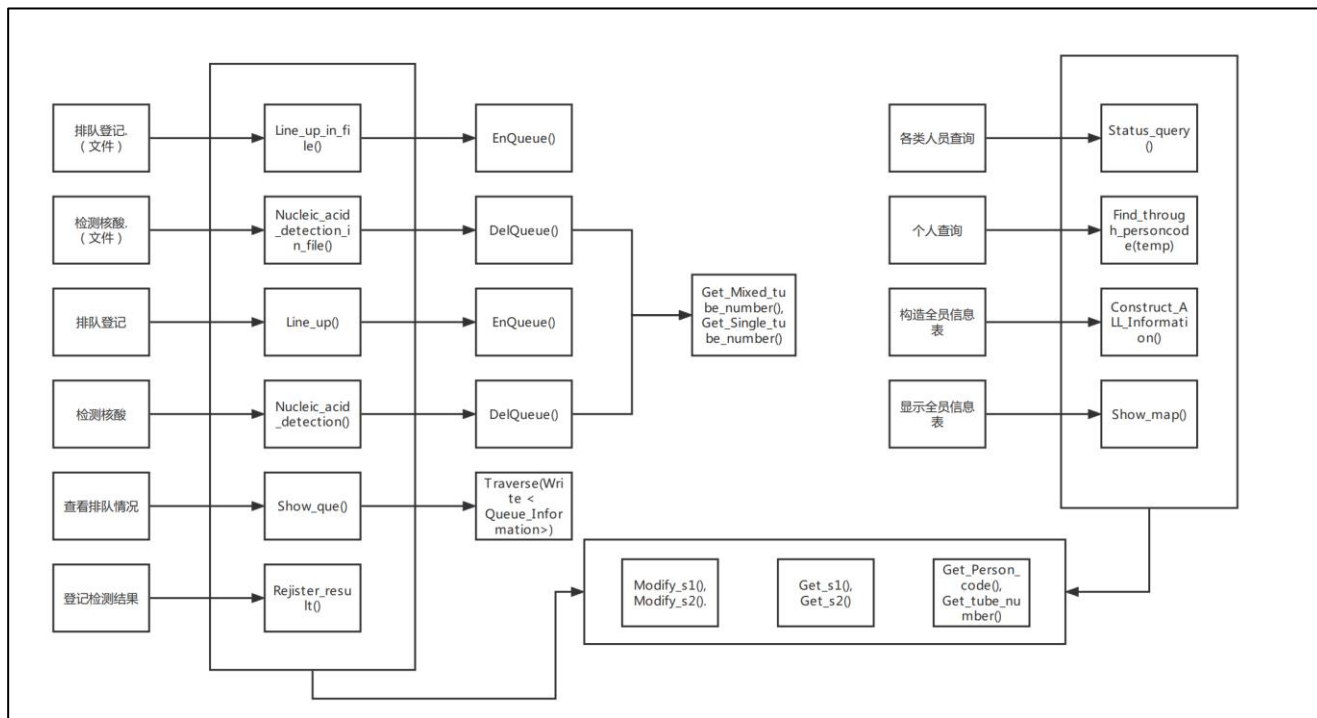 排队登记.
（文件）
Line_up_in_fi
le()
EnQueue()
检测核酸.
（文件）
Nucleic_acid
_detection_i
n_file()
DelQueue()
排队登记
Line_up()
EnQueue()
检测核酸
Nucleic_acid
_detection()
DelQueue()
查看排队情况
Show_que()
Traverse(Wri
te <
Queue_Infor
mation>)
登记检测结果
Rejister_resu
lt()
Get_Mixed_tu
be_number(),
Get_Single_tu
be_number()
各类人员查询
Status_query
()
个人查询
Find_throug
h_personcod
e(temp)
构造全员信息
表
Construct_A
LL_Informati
on()
显示全员信息
表
Show_map()
Modify_s1(),
Modify_s2().
Get_s1(),
Get_s2()
Get_Person_
code(),
Get_tube_nu
mber()